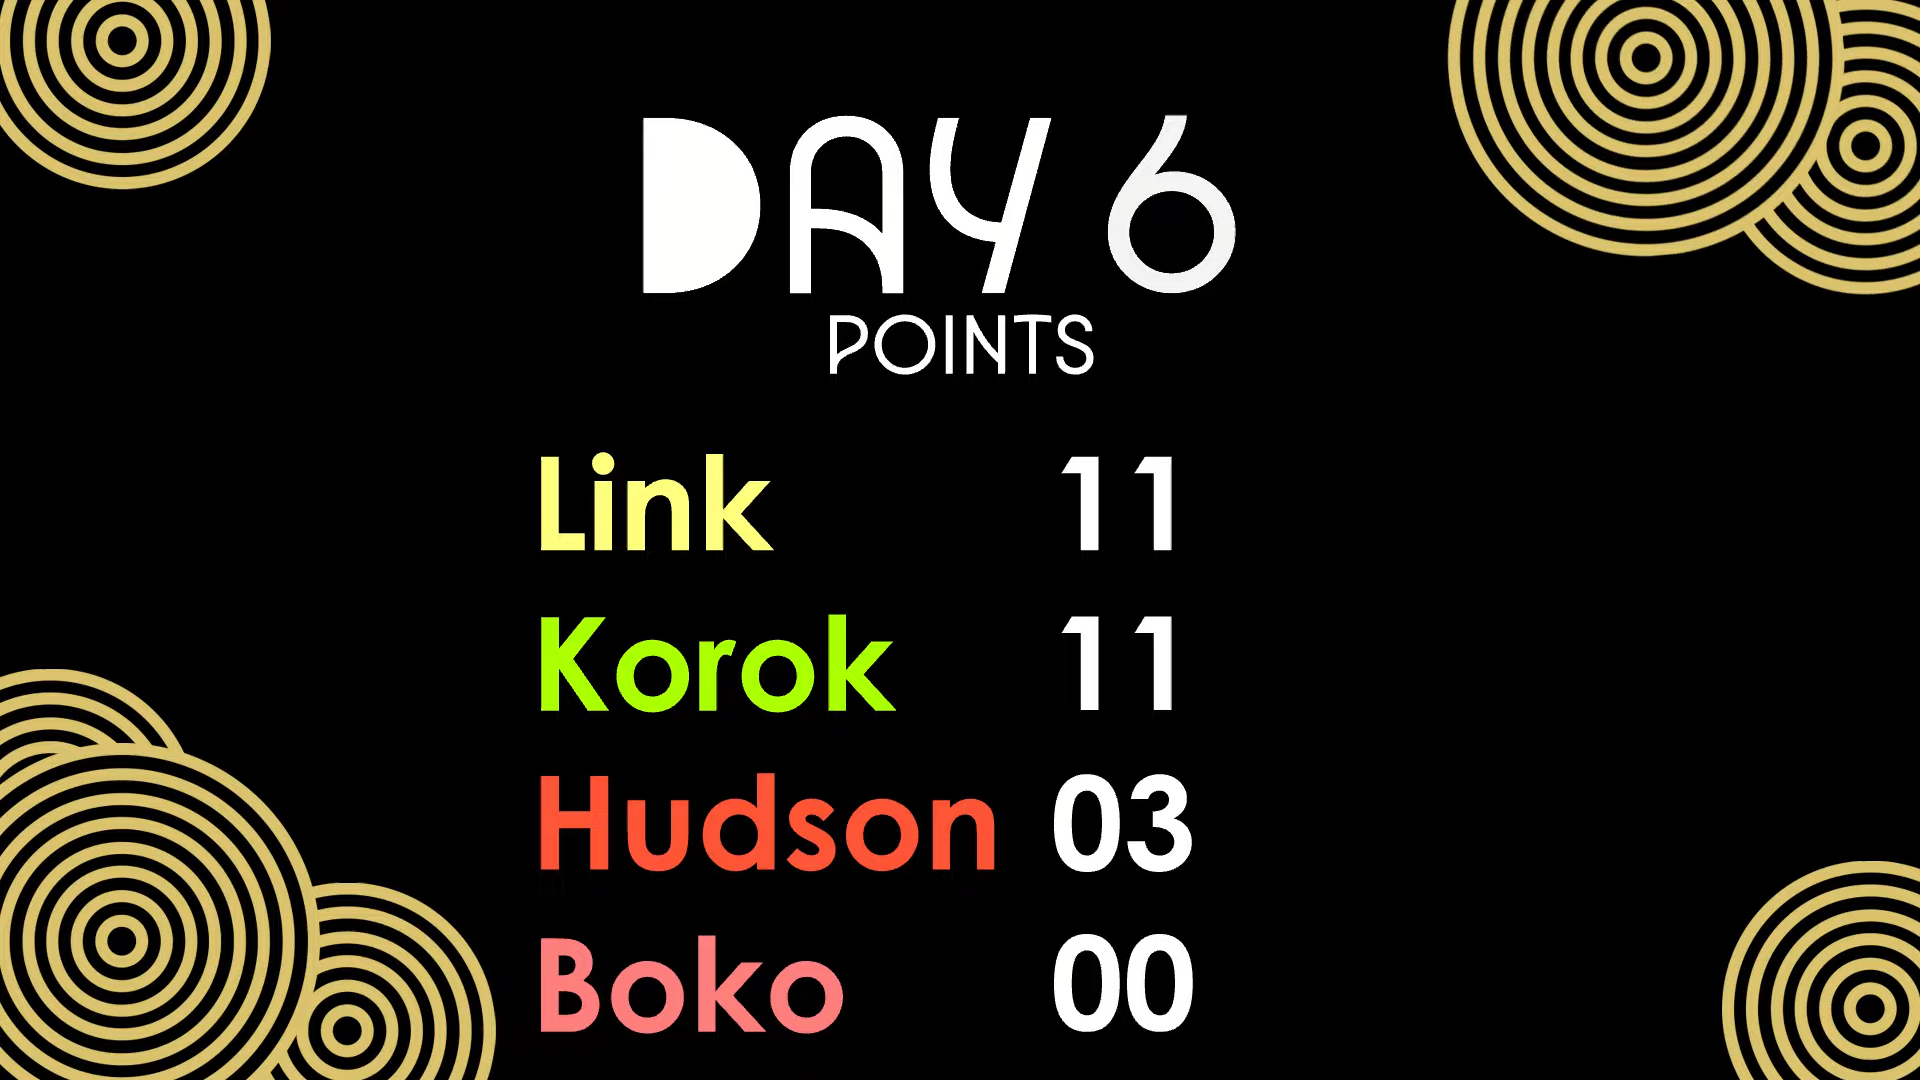 DAY 6
POINTS
Link 11
Korok 11
Hudson 03
Boko 00